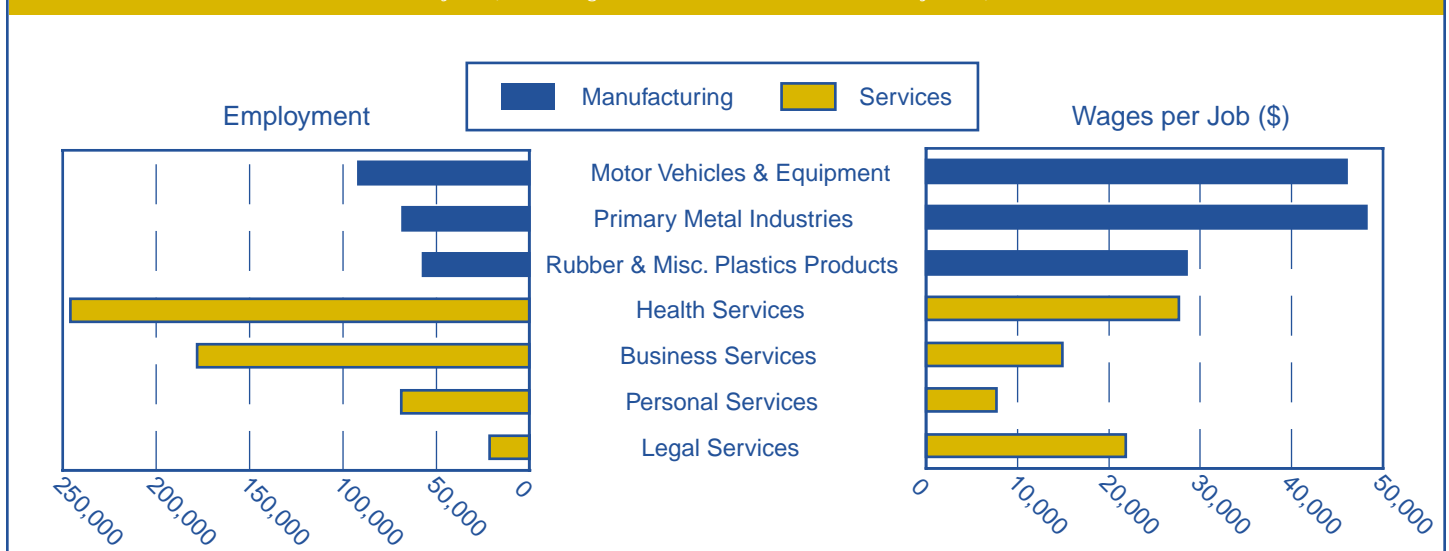 Manufacturing Services
Employment
Wages per Job ($)
Motor Vehicles & Equipment
Primary Metal Industries
Rubber & Misc. Plastics Products
Health Services
Business Services
Personal Services
Legal Services
250,000 200,000 150,000 100,000 50,000 0
0 10,000 20,000 30,000 40,000 50,000